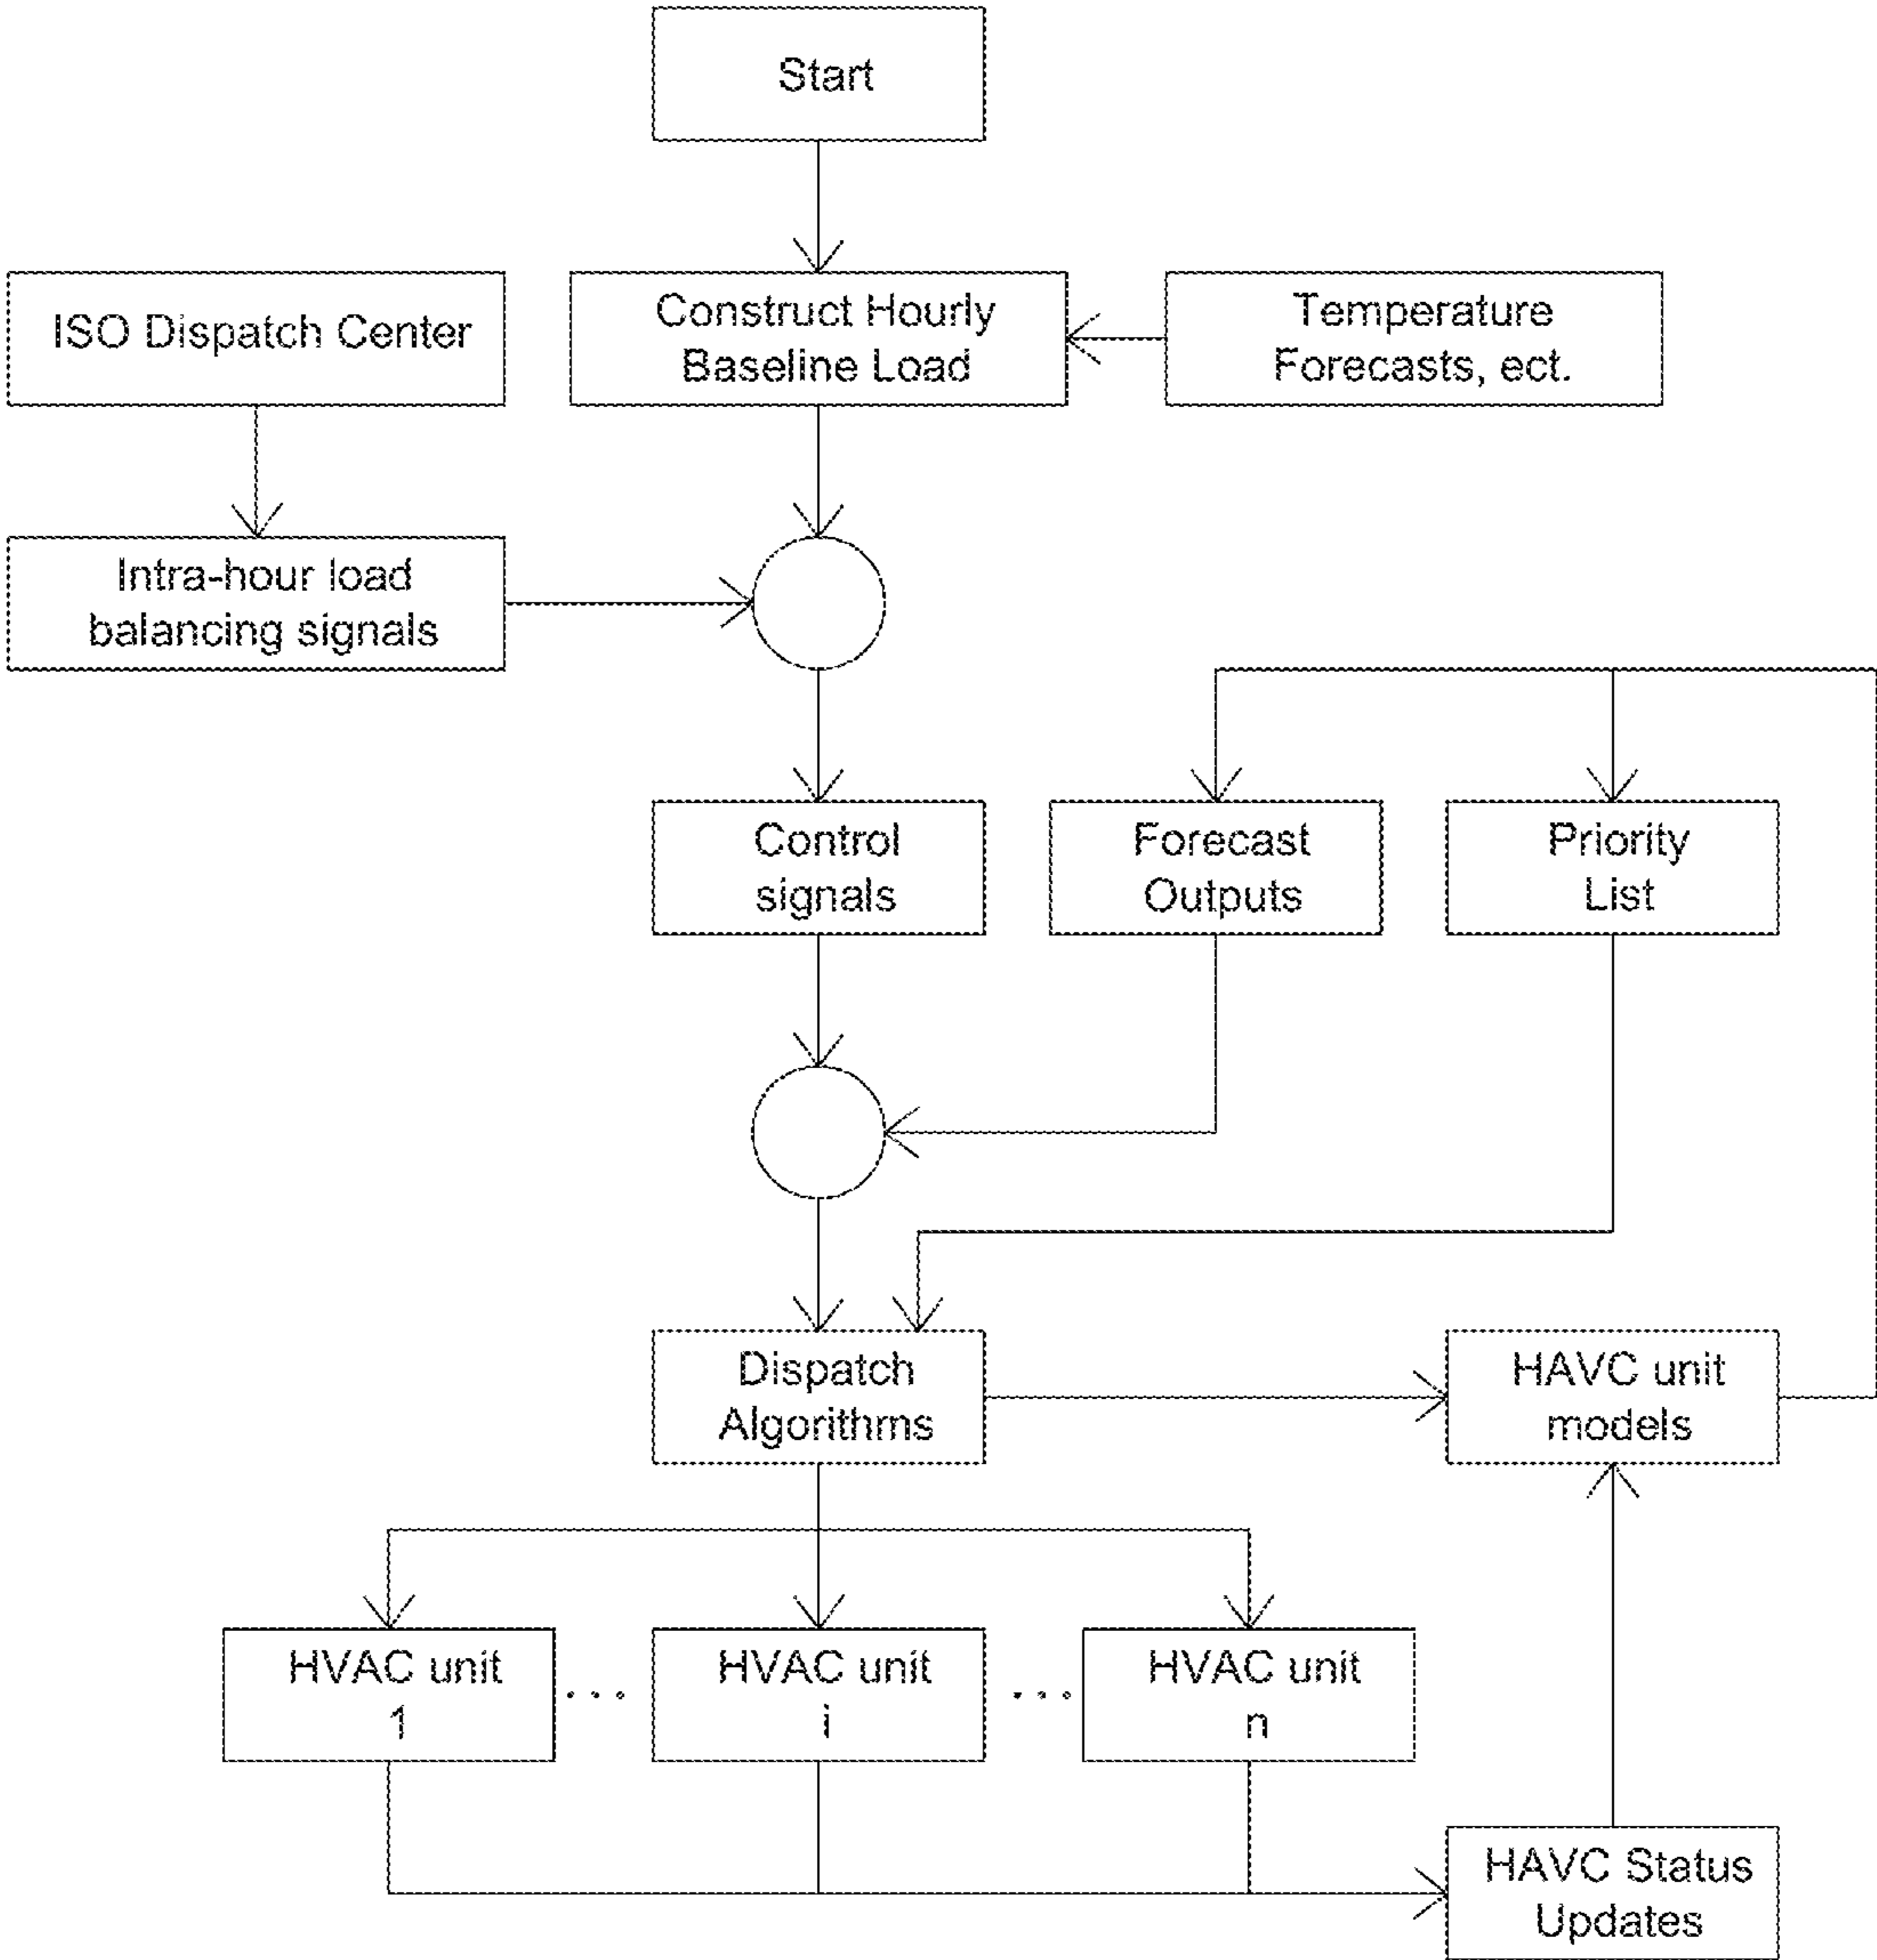 Start
ISO Dispatch Center
Construct Hourly
Baseline Load
Temperature
Forecasts, ect.
Intra-hour load
balancing signals
Control
signals
Forecast
Outputs
Priority
List
Dispatch
Algorithms
HAVC unit
models
HVAC unit
1
...
HVAC unit
i
...
HVAC unit
n
HAVC Status
Updates